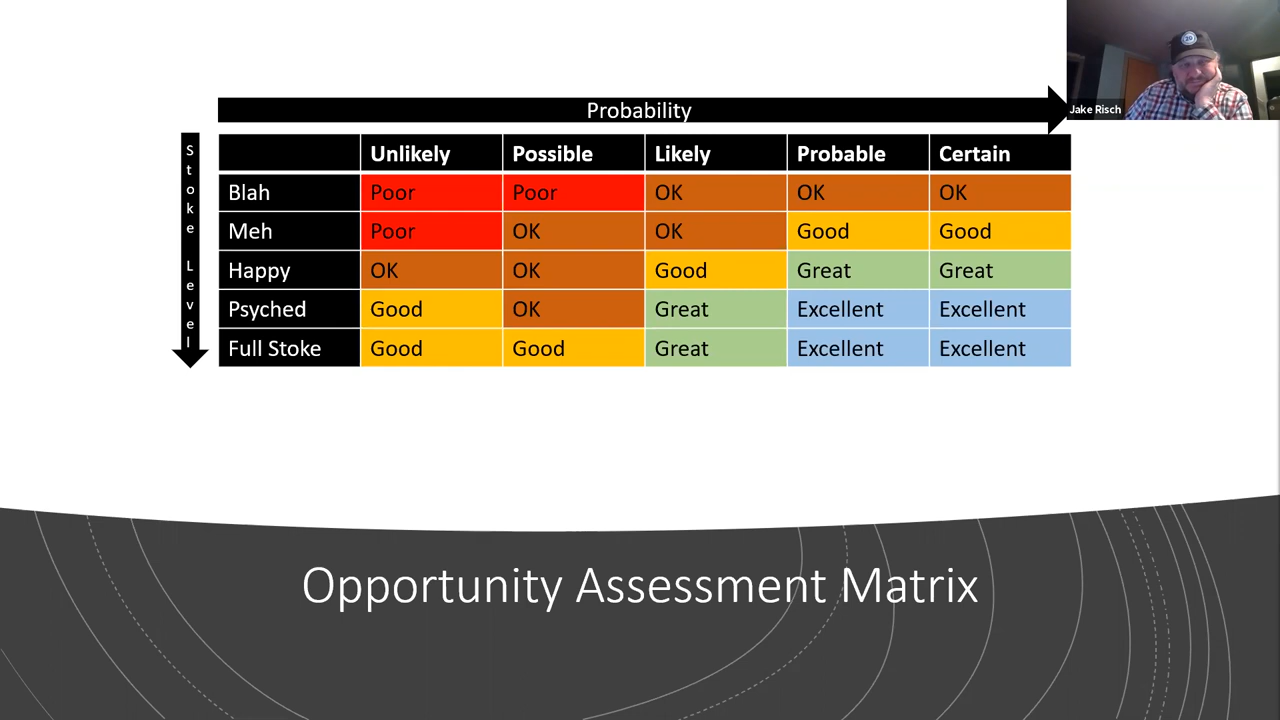 Jake Risch
Probability
Stoke Level
Unlikely Possible Likely Probable Certain
Blah Poor Poor OK OK OK
Meh Poor OK OK Good Good
Happy OK OK Good Great Great
Psyched Good OK Great Excellent Excellent
Full Stoke Good Good Great Excellent Excellent
Opportunity Assessment Matrix